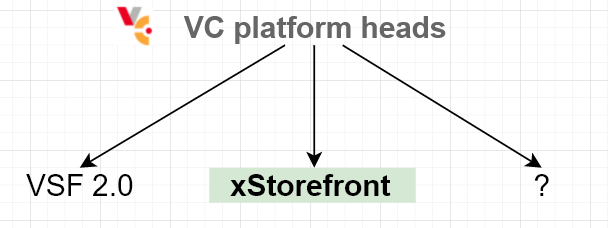 VC platform heads
VSF 2.0
xStorefront
?